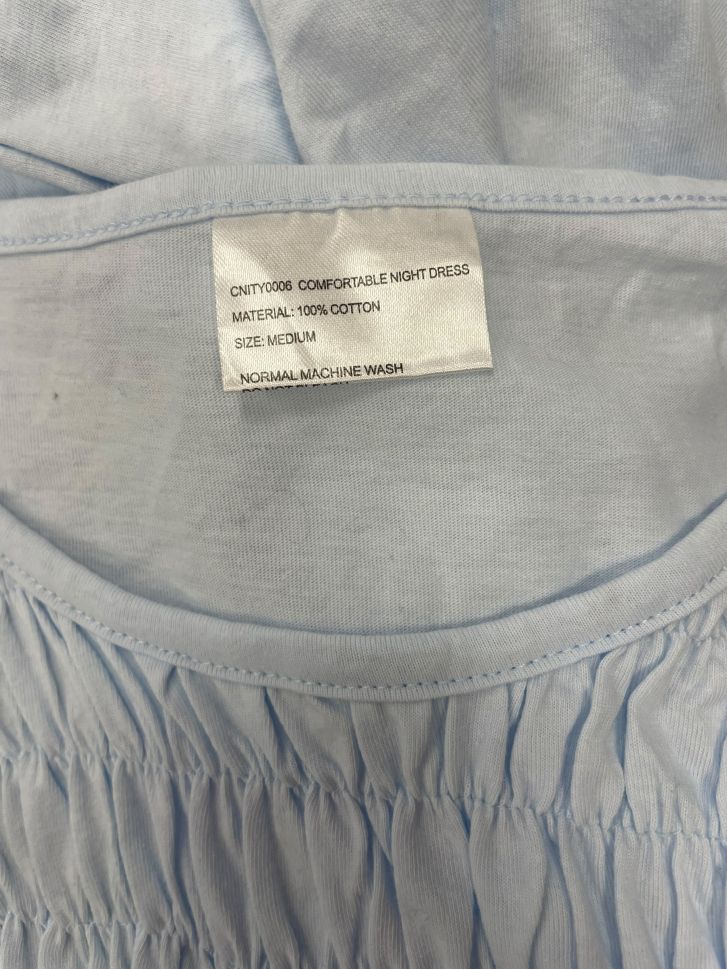 CNITY0006 COMFORTABLE NIGHT DRESS
MATERIAL: 100% COTTON
SIZE: MEDIUM
NORMAL MACHINE WASH